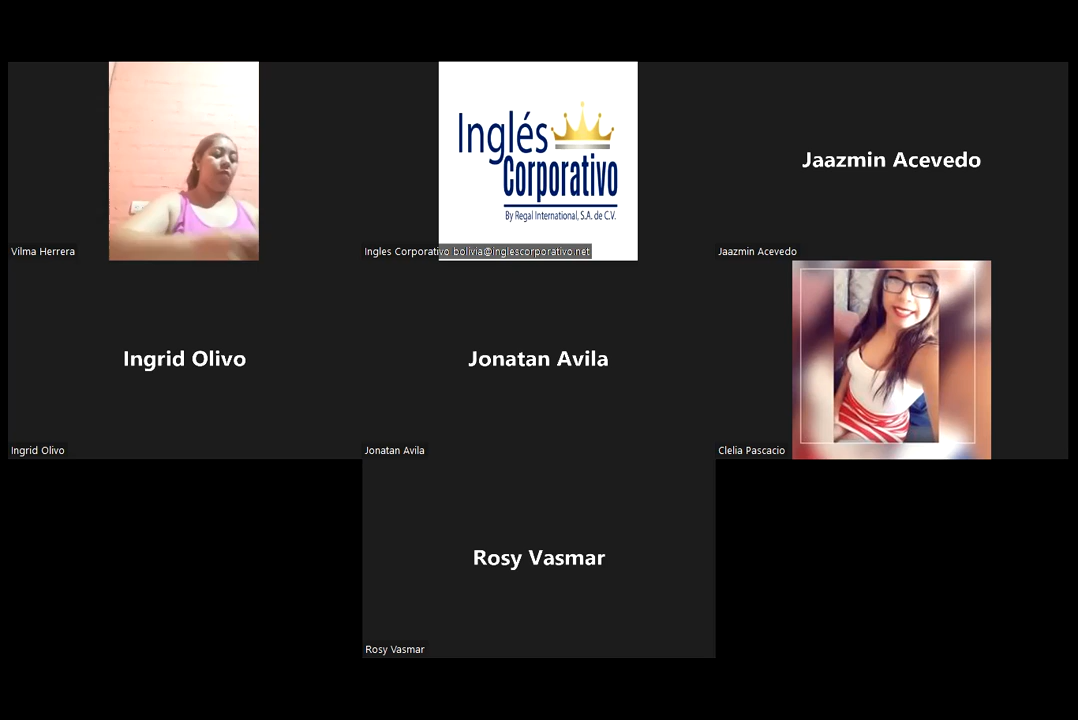 Vilma Herrera
Inglés
Corporativo
By Regal International, S.A. de C.V.
Ingles Corporativo bolivia@inglescorporativo.net
Jaazmin Acevedo
Jaazmin Acevedo
Ingrid Olivo
Ingrid Olivo
Jonatan Avila
Jonatan Avila
Clelia Pascacio
Rosy Vasmar
Rosy Vasmar